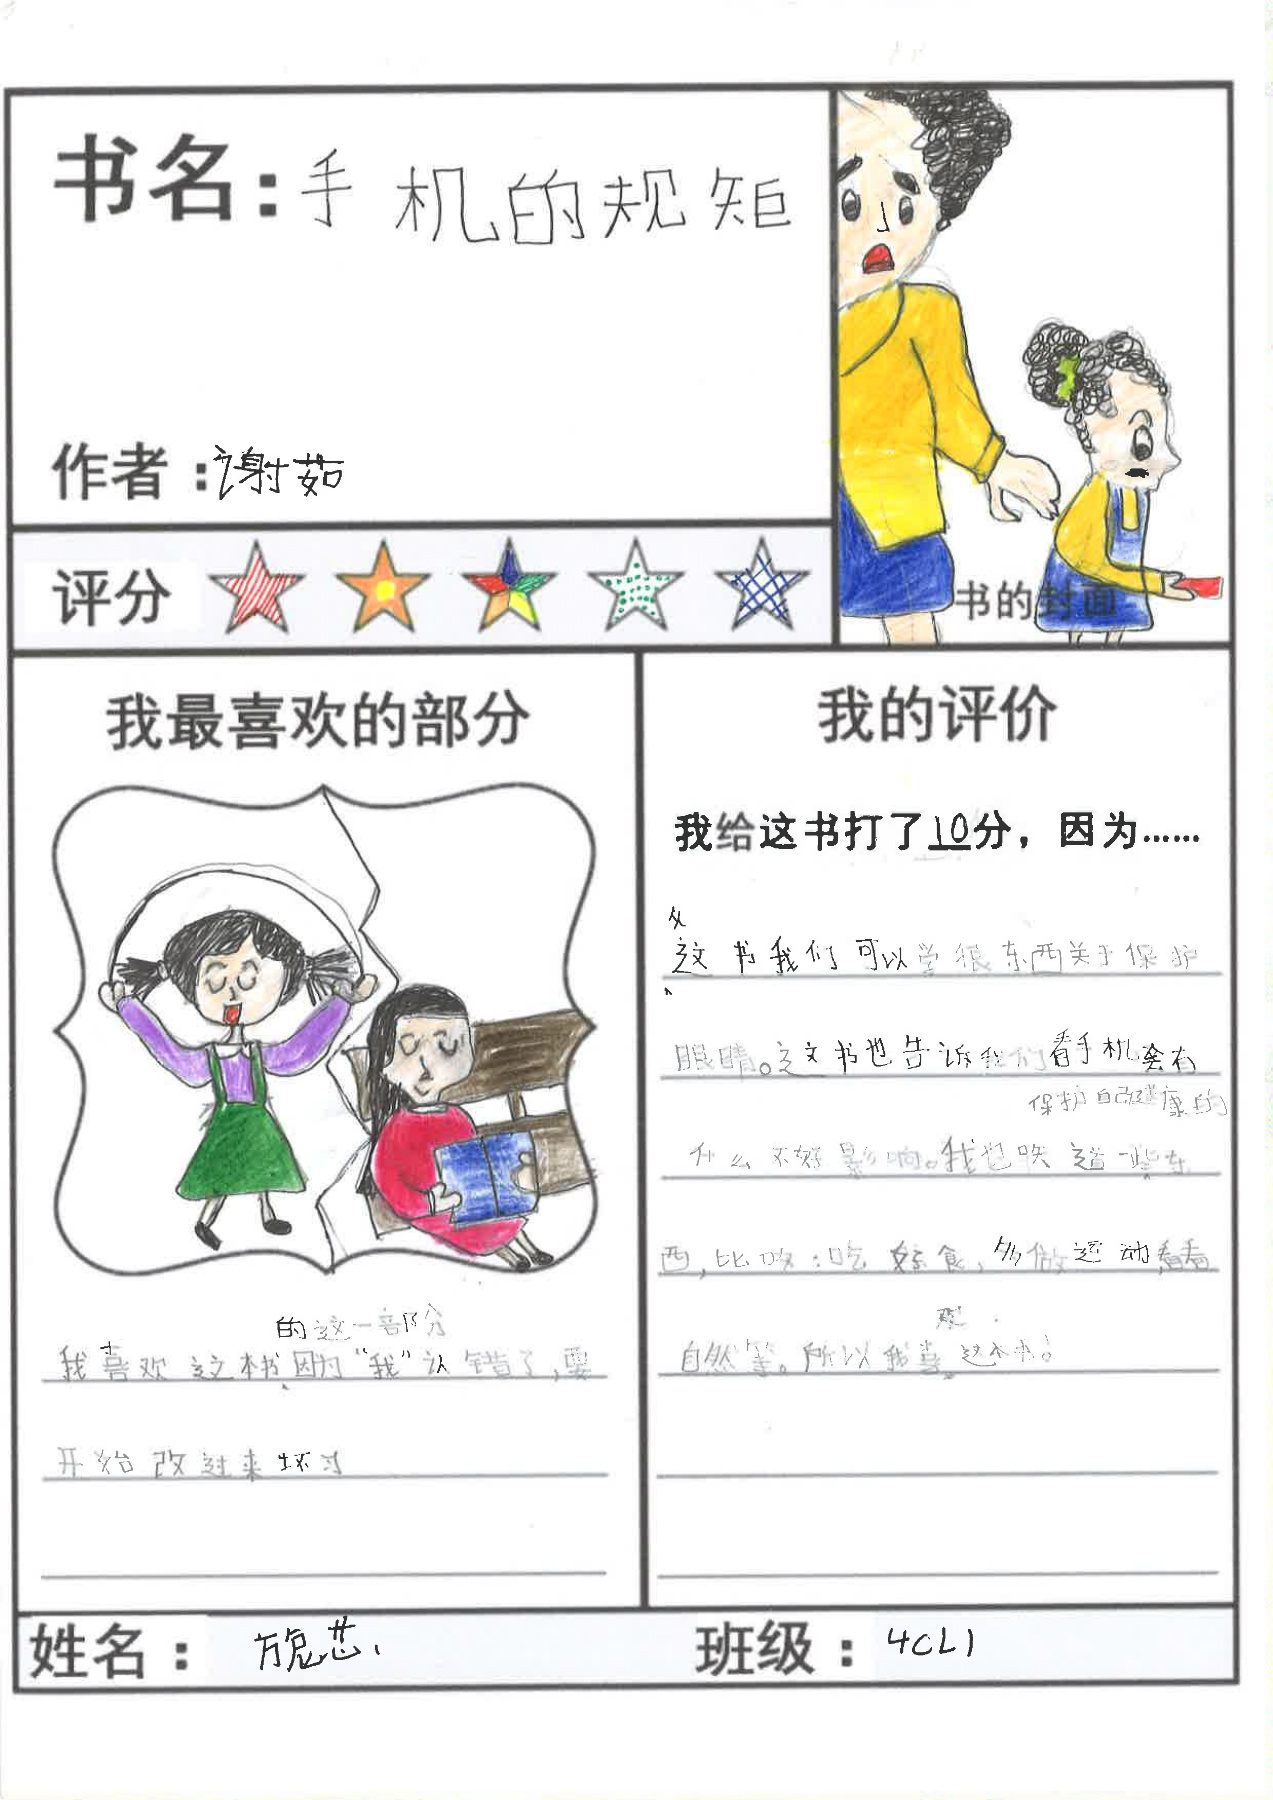 书名：手机的规矩
作者：谢茹
评分
书的封面
我最喜欢的部分
的这一部分
我喜欢这本书因为“我”认错了，要
开始改过来坏习
我的评价
我给这书打了10分，因为……
从
这书我们可以学很东西关于保护
眼睛。这书也告诉我们看手机会有
保护自己健康的
什么不好影响。我也知道一些东
西，比如：吃好食，多做运动，看看
自然等。所以我喜这本书！
欢
姓名：
班级：4CL1